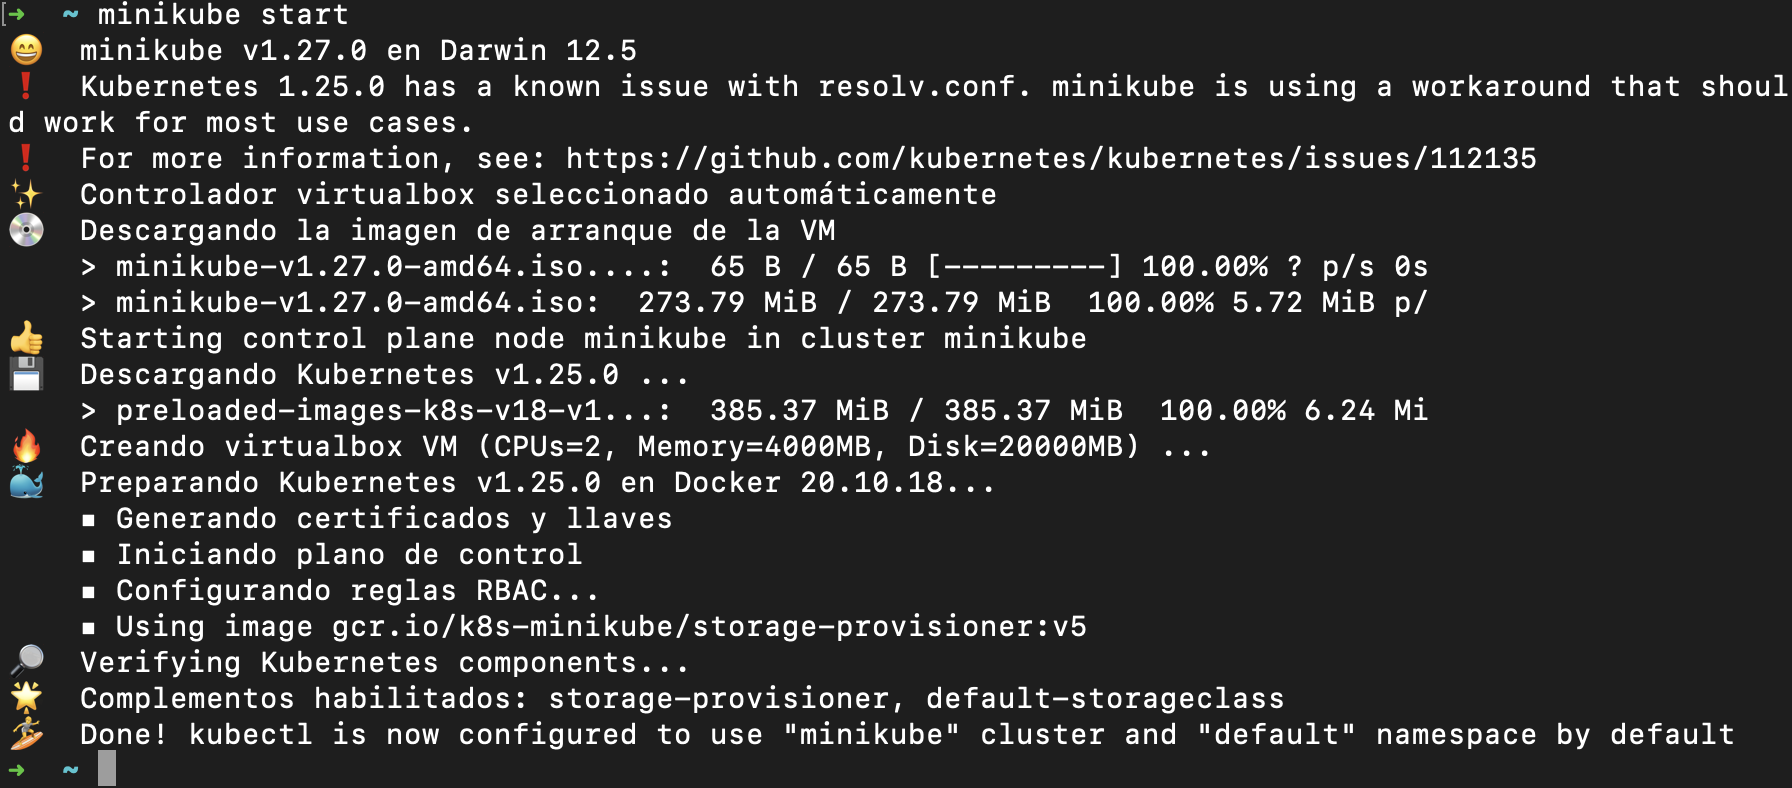 [➜ ~ minikube start
😄 minikube v1.27.0 en Darwin 12.5
❗ Kubernetes 1.25.0 has a known issue with resolv.conf. minikube is using a workaround that shoul
d work for most use cases.
❗ For more information, see: https://github.com/kubernetes/kubernetes/issues/112135
✨ Controlador virtualbox seleccionado automáticamente
💿 Descargando la imagen de arranque de la VM
> minikube-v1.27.0-amd64.iso....: 65 B / 65 B [---------] 100.00% ? p/s 0s
> minikube-v1.27.0-amd64.iso: 273.79 MiB / 273.79 MiB 100.00% 5.72 MiB p/
👍 Starting control plane node minikube in cluster minikube
💾 Descargando Kubernetes v1.25.0 ...
> preloaded-images-k8s-v18-v1...: 385.37 MiB / 385.37 MiB 100.00% 6.24 Mi
🔥 Creando virtualbox VM (CPUs=2, Memory=4000MB, Disk=20000MB) ...
🐳 Preparando Kubernetes v1.25.0 en Docker 20.10.18...
▪ Generando certificados y llaves
▪ Iniciando plano de control
▪ Configurando reglas RBAC...
▪ Using image gcr.io/k8s-minikube/storage-provisioner:v5
🔎 Verifying Kubernetes components...
🌟 Complementos habilitados: storage-provisioner, default-storageclass
🏄 Done! kubectl is now configured to use "minikube" cluster and "default" namespace by default
➜ ~